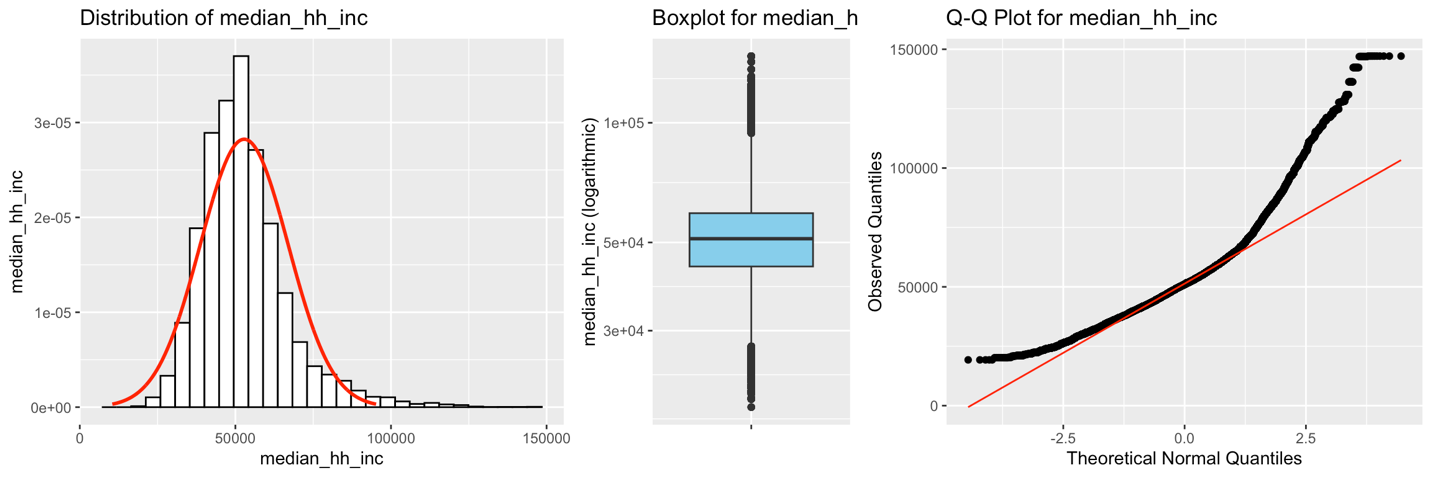 Distribution of median_hh_inc
median_hh_inc
3e-05
2e-05
1e-05
0e+00
0
50000
100000
150000
median_hh_inc
Boxplot for median_h
median_hh_inc (logarithmic)
1e+05
5e+04
3e+04
Q-Q Plot for median_hh_inc
Observed Quantiles
150000
100000
50000
0
-2.5
0.0
2.5
Theoretical Normal Quantiles